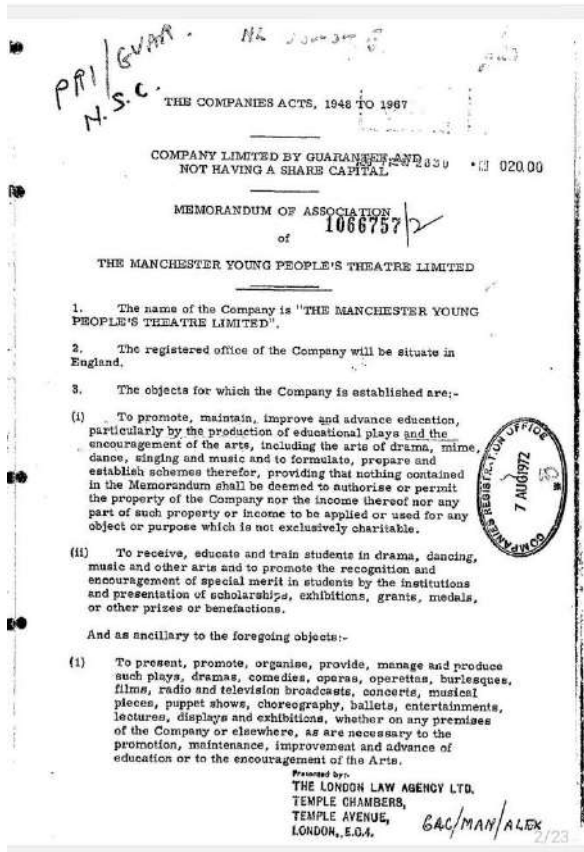 PRI/GUAR.
N.S.C.
THE COMPANIES ACTS, 1948 TO 1967
COMPANY LIMITED BY GUARANTEE AND
NOT HAVING A SHARE CAPITAL
020.00
MEMORANDUM OF ASSOCIATION
1066757/2
of
THE MANCHESTER YOUNG PEOPLE'S THEATRE LIMITED
1. The name of the Company is "THE MANCHESTER YOUNG
PEOPLE'S THEATRE LIMITED".
2. The registered office of the Company will be situate in
England.
3. The objects for which the Company is established are:-
(i) To promote, maintain, improve and advance education,
particularly by the production of educational plays and the
encouragement of the arts, including the arts of drama, mime,
dance, singing and music and to formulate, prepare and
establish schemes therefor, providing that nothing contained
in the Memorandum shall be deemed to authorise or permit
the property of the Company nor the income thereof nor any
part of such property or income to be applied or used for any
object or purpose which is not exclusively charitable.
COMPANIES REGISTRATION OFFICE
7 AUG 1972
(ii) To receive, educate and train students in drama, dancing,
music and other arts and to promote the recognition and
encouragement of special merit in students by the institutions
and presentation of scholarships, exhibitions, grants, medals,
or other prizes or benefactions.
And as ancillary to the foregoing objects:-
(1) To present, promote, organise, provide, manage and produce
such plays, dramas, comedies, operas, operettas, burlesques,
films, radio and television broadcasts, concerts, musical
pieces, puppet shows, choreography, ballets, entertainments,
lectures, displays and exhibitions, whether on any premises
of the Company or elsewhere, as are necessary to the
promotion, maintenance, improvement and advance of
education or to the encouragement of the Arts.
Presented by:-
THE LONDON LAW AGENCY LTD.
TEMPLE CHAMBERS,
TEMPLE AVENUE,
LONDON, E.C.4.
GAC/MAN/ALEX
2/23